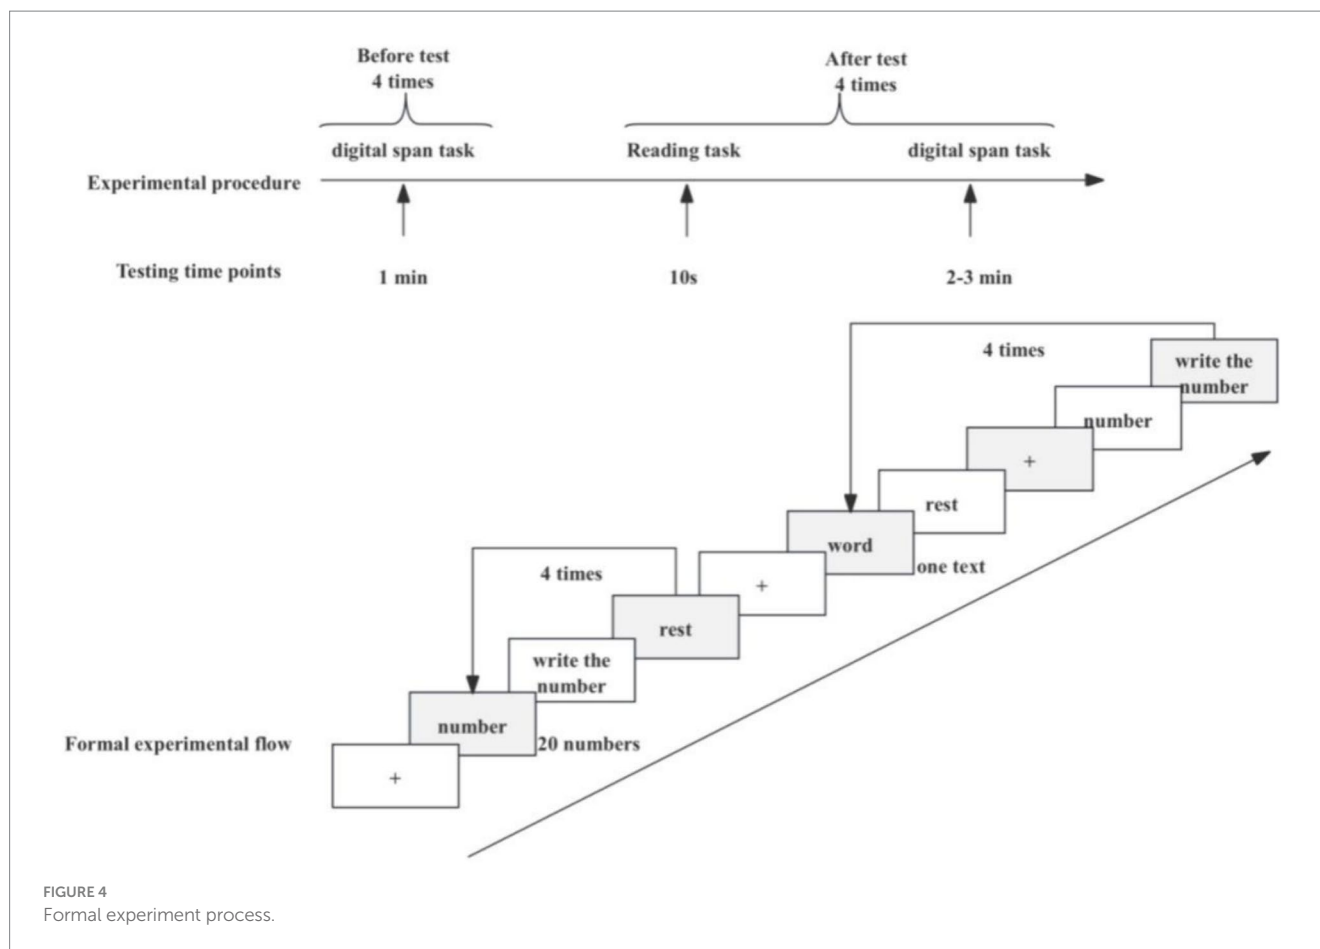 Before test
4 times
After test
4 times
digital span task
Reading task
digital span task
Experimental procedure
Testing time points
1 min
10s
2-3 min
4 times
write the
number
number
+
rest
word
one text
4 times
+
rest
write the
number
number
20 numbers
Formal experimental flow
+
FIGURE 4
Formal experiment process.